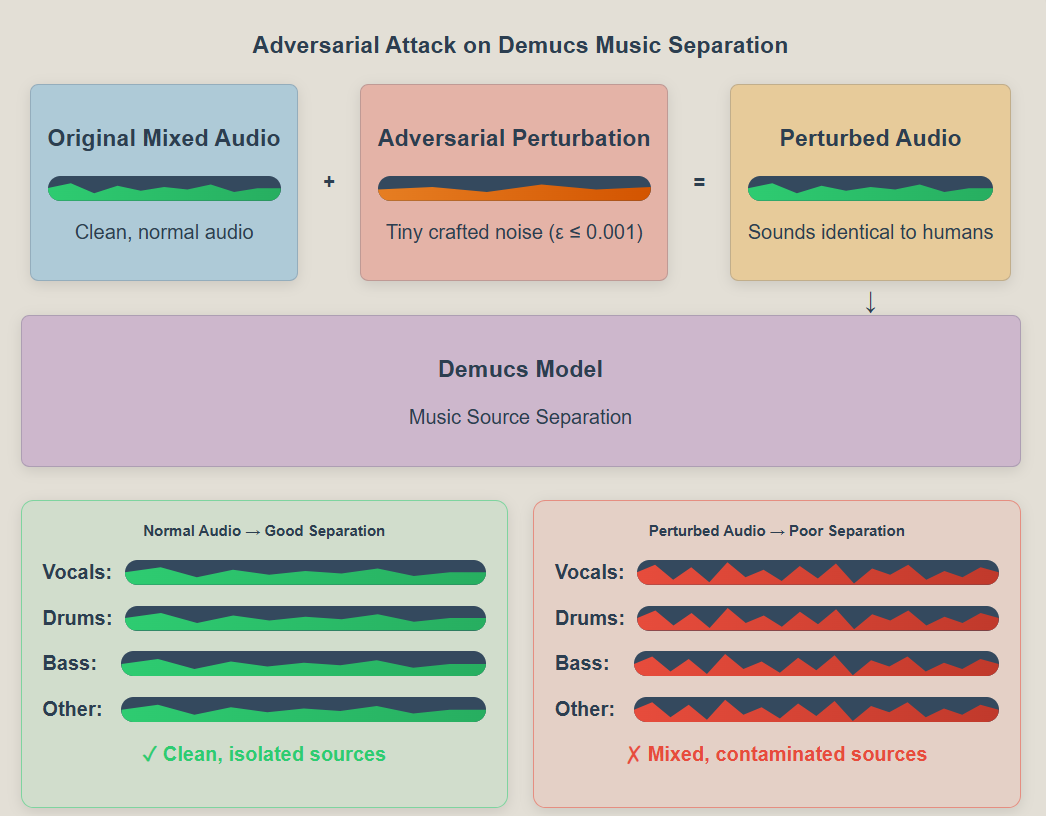 Adversarial Attack on Demucs Music Separation
Original Mixed Audio
Clean, normal audio
+
Adversarial Perturbation
Tiny crafted noise (ε ≤ 0.001)
=
Perturbed Audio
Sounds identical to humans
↓
Demucs Model
Music Source Separation
Normal Audio → Good Separation
Vocals:
Drums:
Bass:
Other:
✓ Clean, isolated sources
Perturbed Audio → Poor Separation
Vocals:
Drums:
Bass:
Other:
✗ Mixed, contaminated sources